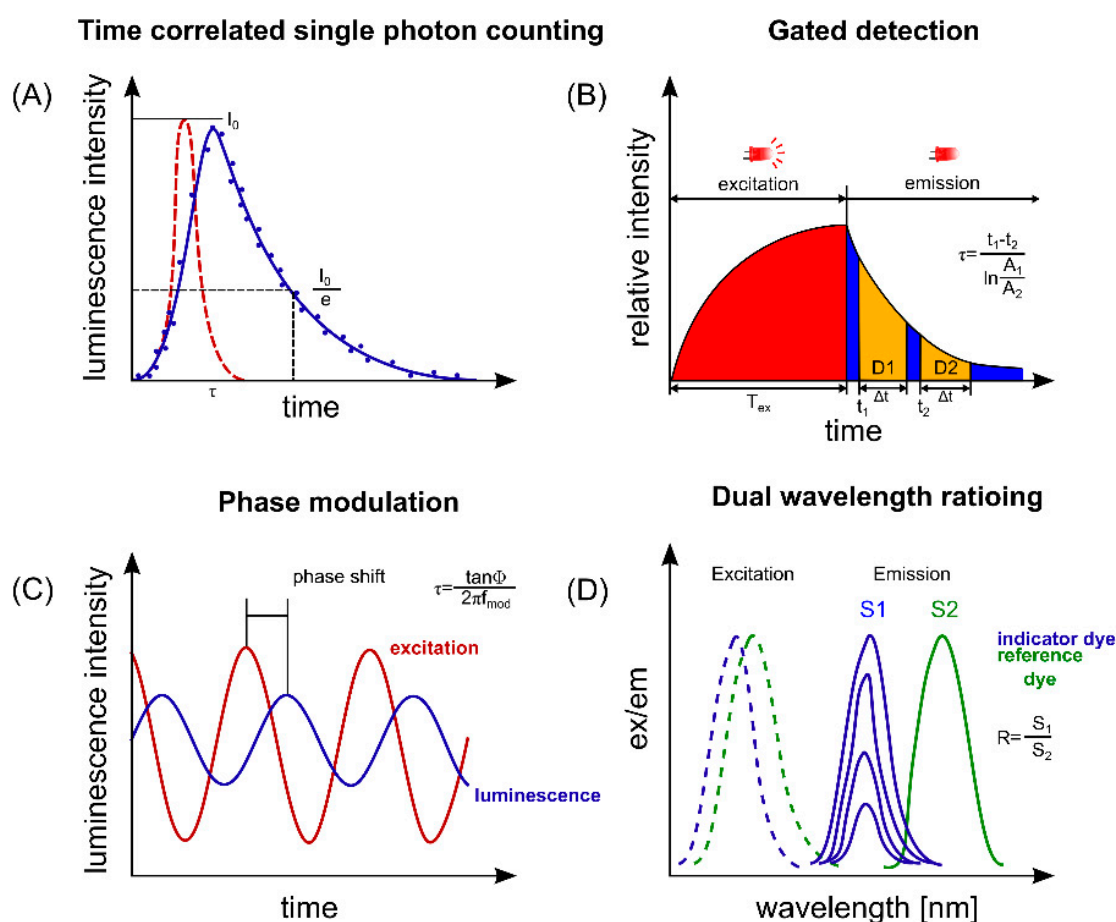 Time correlated single photon counting
(A)
luminescence intensity
I₀
I₀
e
τ
time
Gated detection
(B)
relative intensity
excitation
emission
τ=
t₁-t₂
ln A₁
A₂
D1
D2
Tₑₓ
t₁
Δt
t₂
Δt
time
Phase modulation
(C)
luminescence intensity
phase shift
τ= tanΦ
2πf_mod
excitation
luminescence
time
Dual wavelength ratioing
(D)
ex/em
Excitation
Emission
S1
S2
indicator dye
reference
dye
R= S₁
S₂
wavelength [nm]